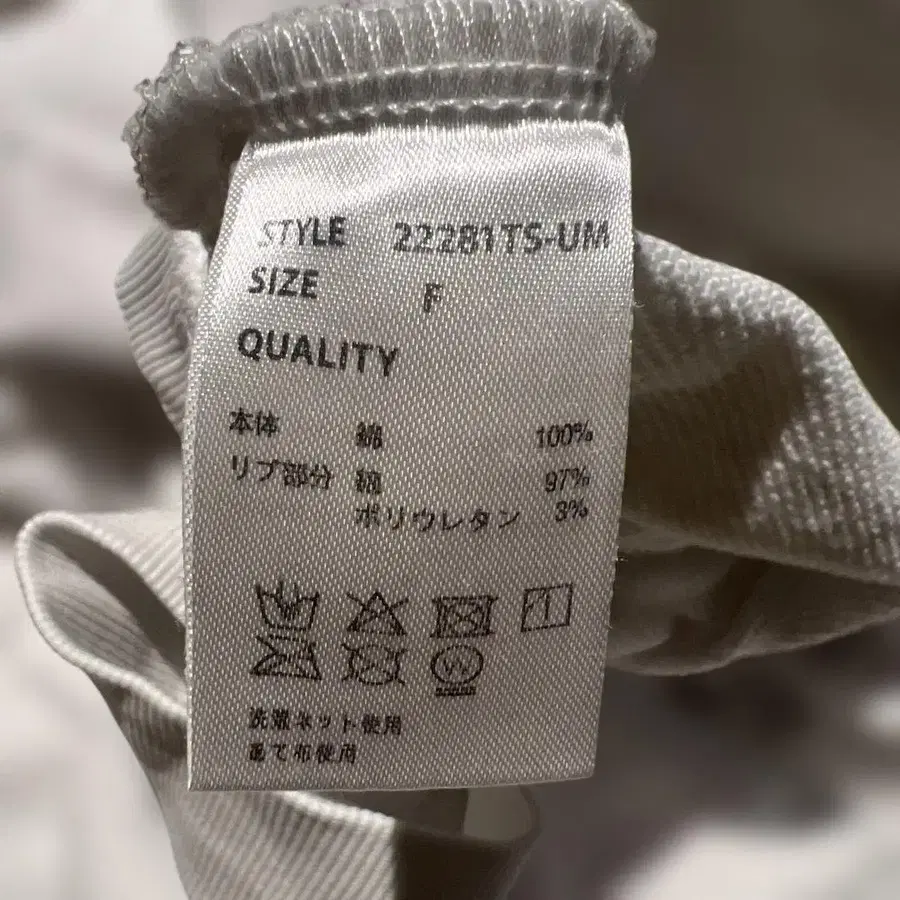 STYLE 22281TS-UM
SIZE F
QUALITY
本体 綿 100%
リブ部分 綿 97%
ポリウレタン 3%
W
洗濯ネット使用
あて布使用